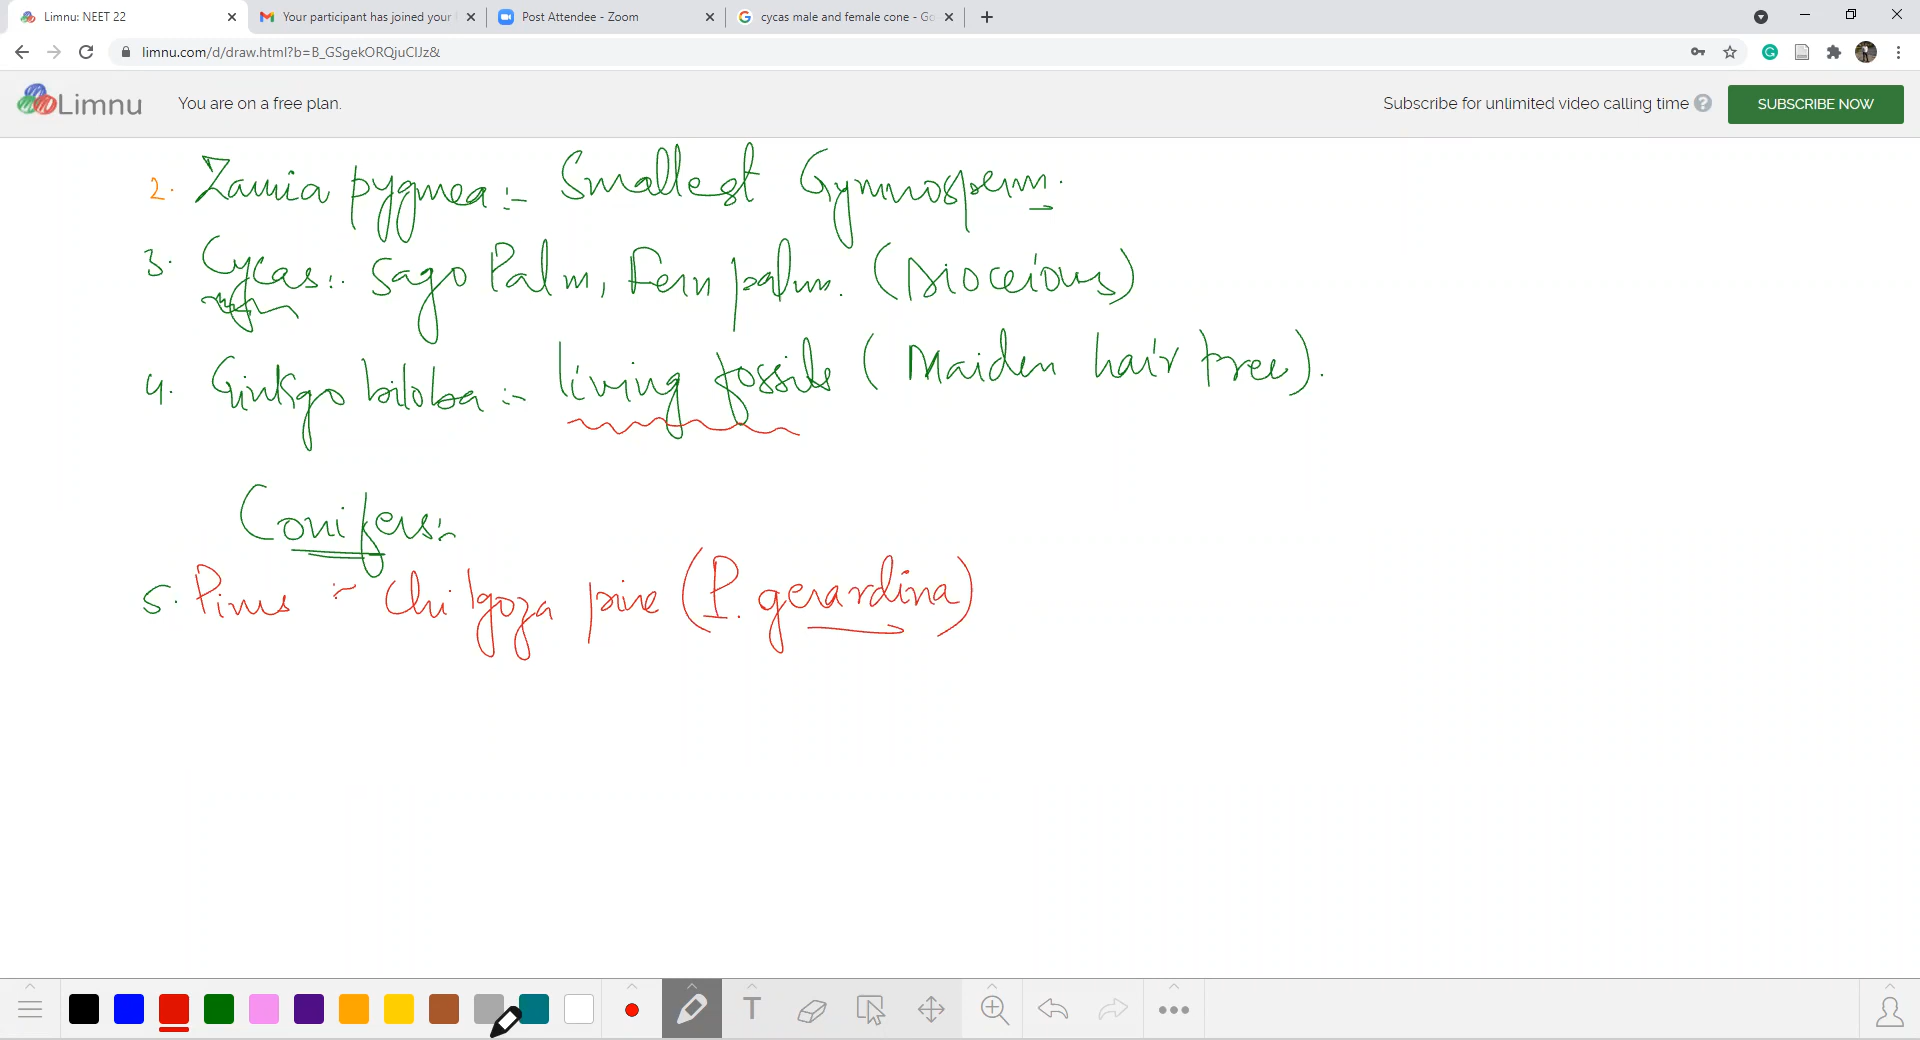 Limnu: NEET 22
Your participant has joined your
Post Attendee - Zoom
cycas male and female cone - Go
limnu.com/d/draw.html?b=B_GSgekORQjuCIJz&
Limnu
You are on a free plan.
Subscribe for unlimited video calling time ?
SUBSCRIBE NOW
2. Zamia pygmea :- Smallest Gymnosperm.
3. Cycas :- Sago Palm, Fern palm. (Dioceious)
4. Ginkgo biloba :- living fossils (Maiden hair tree).
Conifers:-
5. Pinus :- Chilgoza pine (P. gerardina)
T